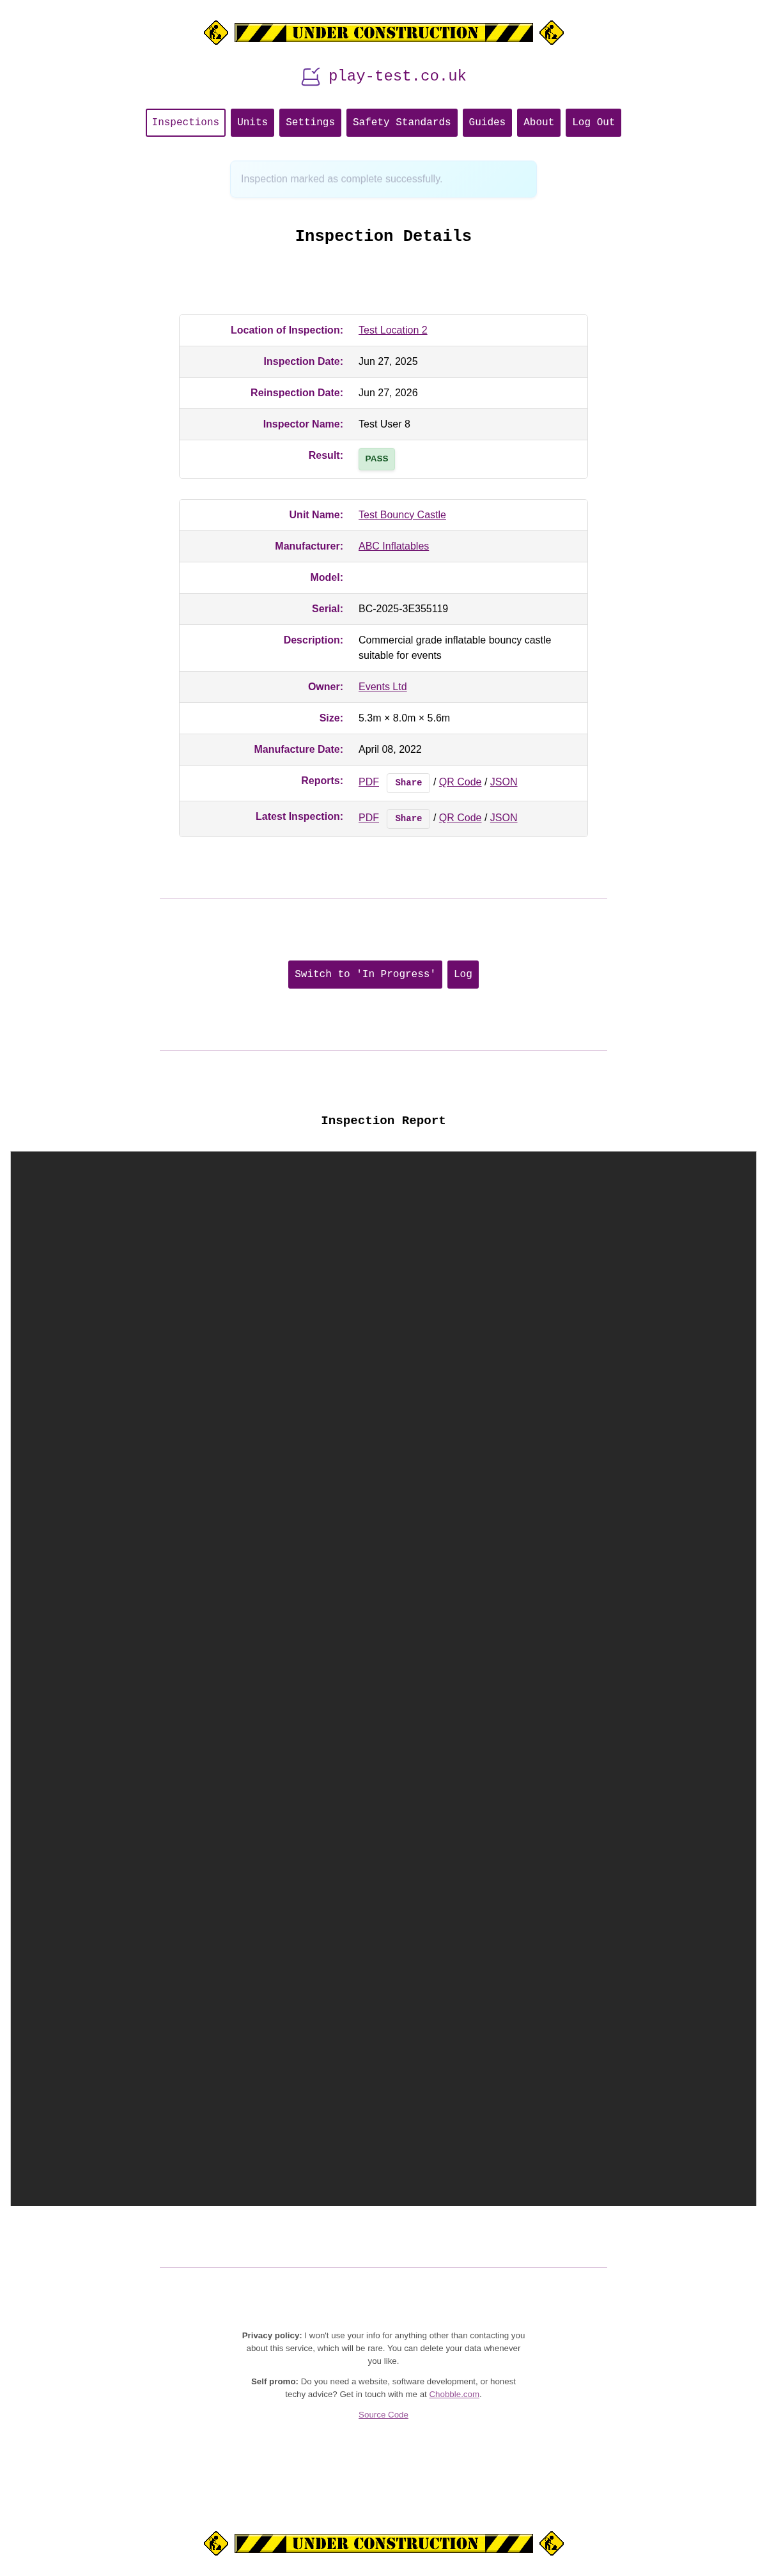 UNDER CONSTRUCTION
play-test.co.uk
Inspections Units Settings Safety Standards Guides About Log Out
Inspection marked as complete successfully.
Inspection Details
Location of Inspection: Test Location 2
Inspection Date: Jun 27, 2025
Reinspection Date: Jun 27, 2026
Inspector Name: Test User 8
Result: PASS
Unit Name: Test Bouncy Castle
Manufacturer: ABC Inflatables
Model:
Serial: BC-2025-3E355119
Description: Commercial grade inflatable bouncy castle
suitable for events
Owner: Events Ltd
Size: 5.3m × 8.0m × 5.6m
Manufacture Date: April 08, 2022
Reports: PDF Share / QR Code / JSON
Latest Inspection: PDF Share / QR Code / JSON
Switch to 'In Progress' Log
Inspection Report
Privacy policy: I won't use your info for anything other than contacting you
about this service, which will be rare. You can delete your data whenever
you like.
Self promo: Do you need a website, software development, or honest
techy advice? Get in touch with me at Chobble.com.
Source Code
UNDER CONSTRUCTION